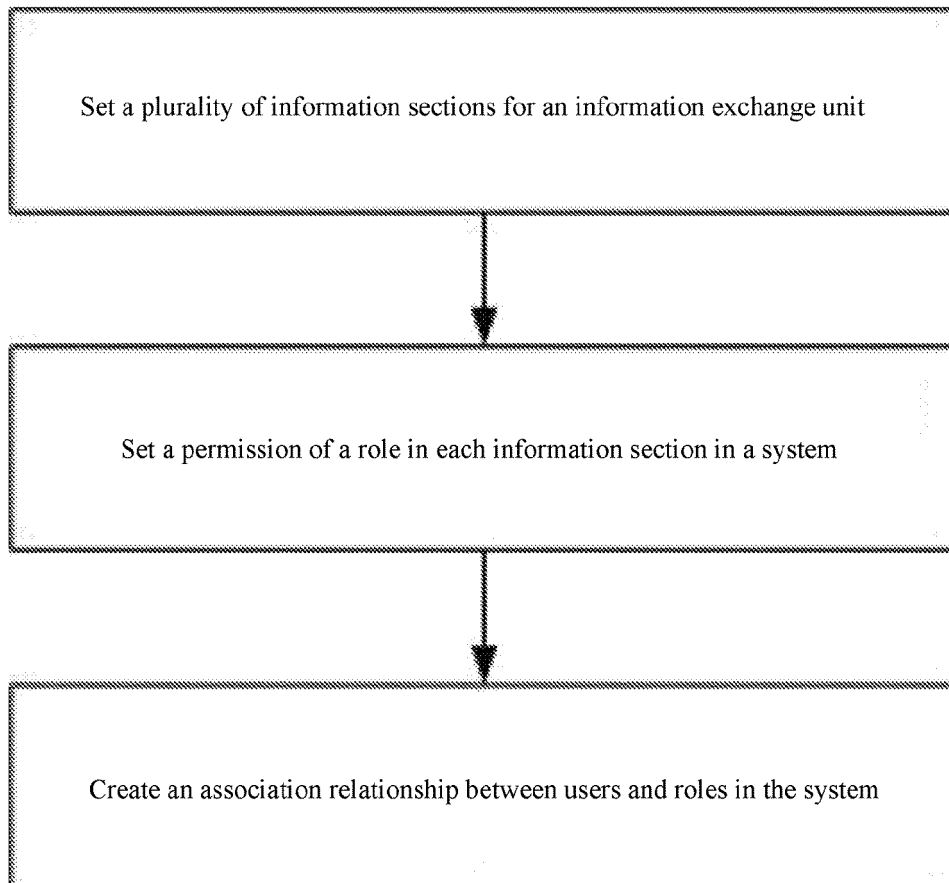 Set a plurality of information sections for an information exchange unit
Set a permission of a role in each information section in a system
Create an association relationship between users and roles in the system